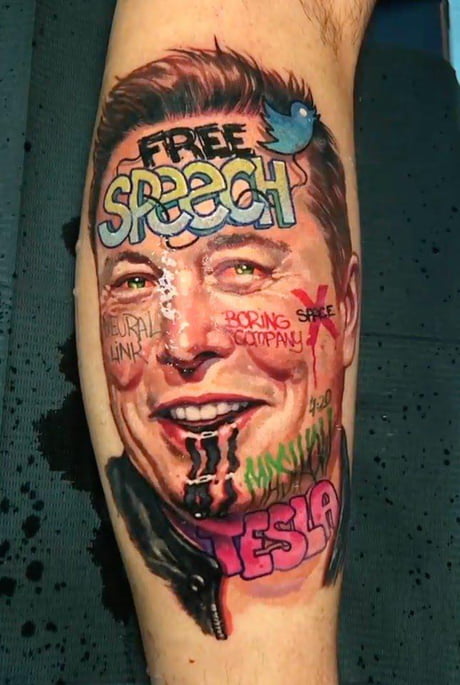 FREE
SPEECH
NEURAL
LiNK
BORING
COMPANY
SPACE
X
4:20
TESLA